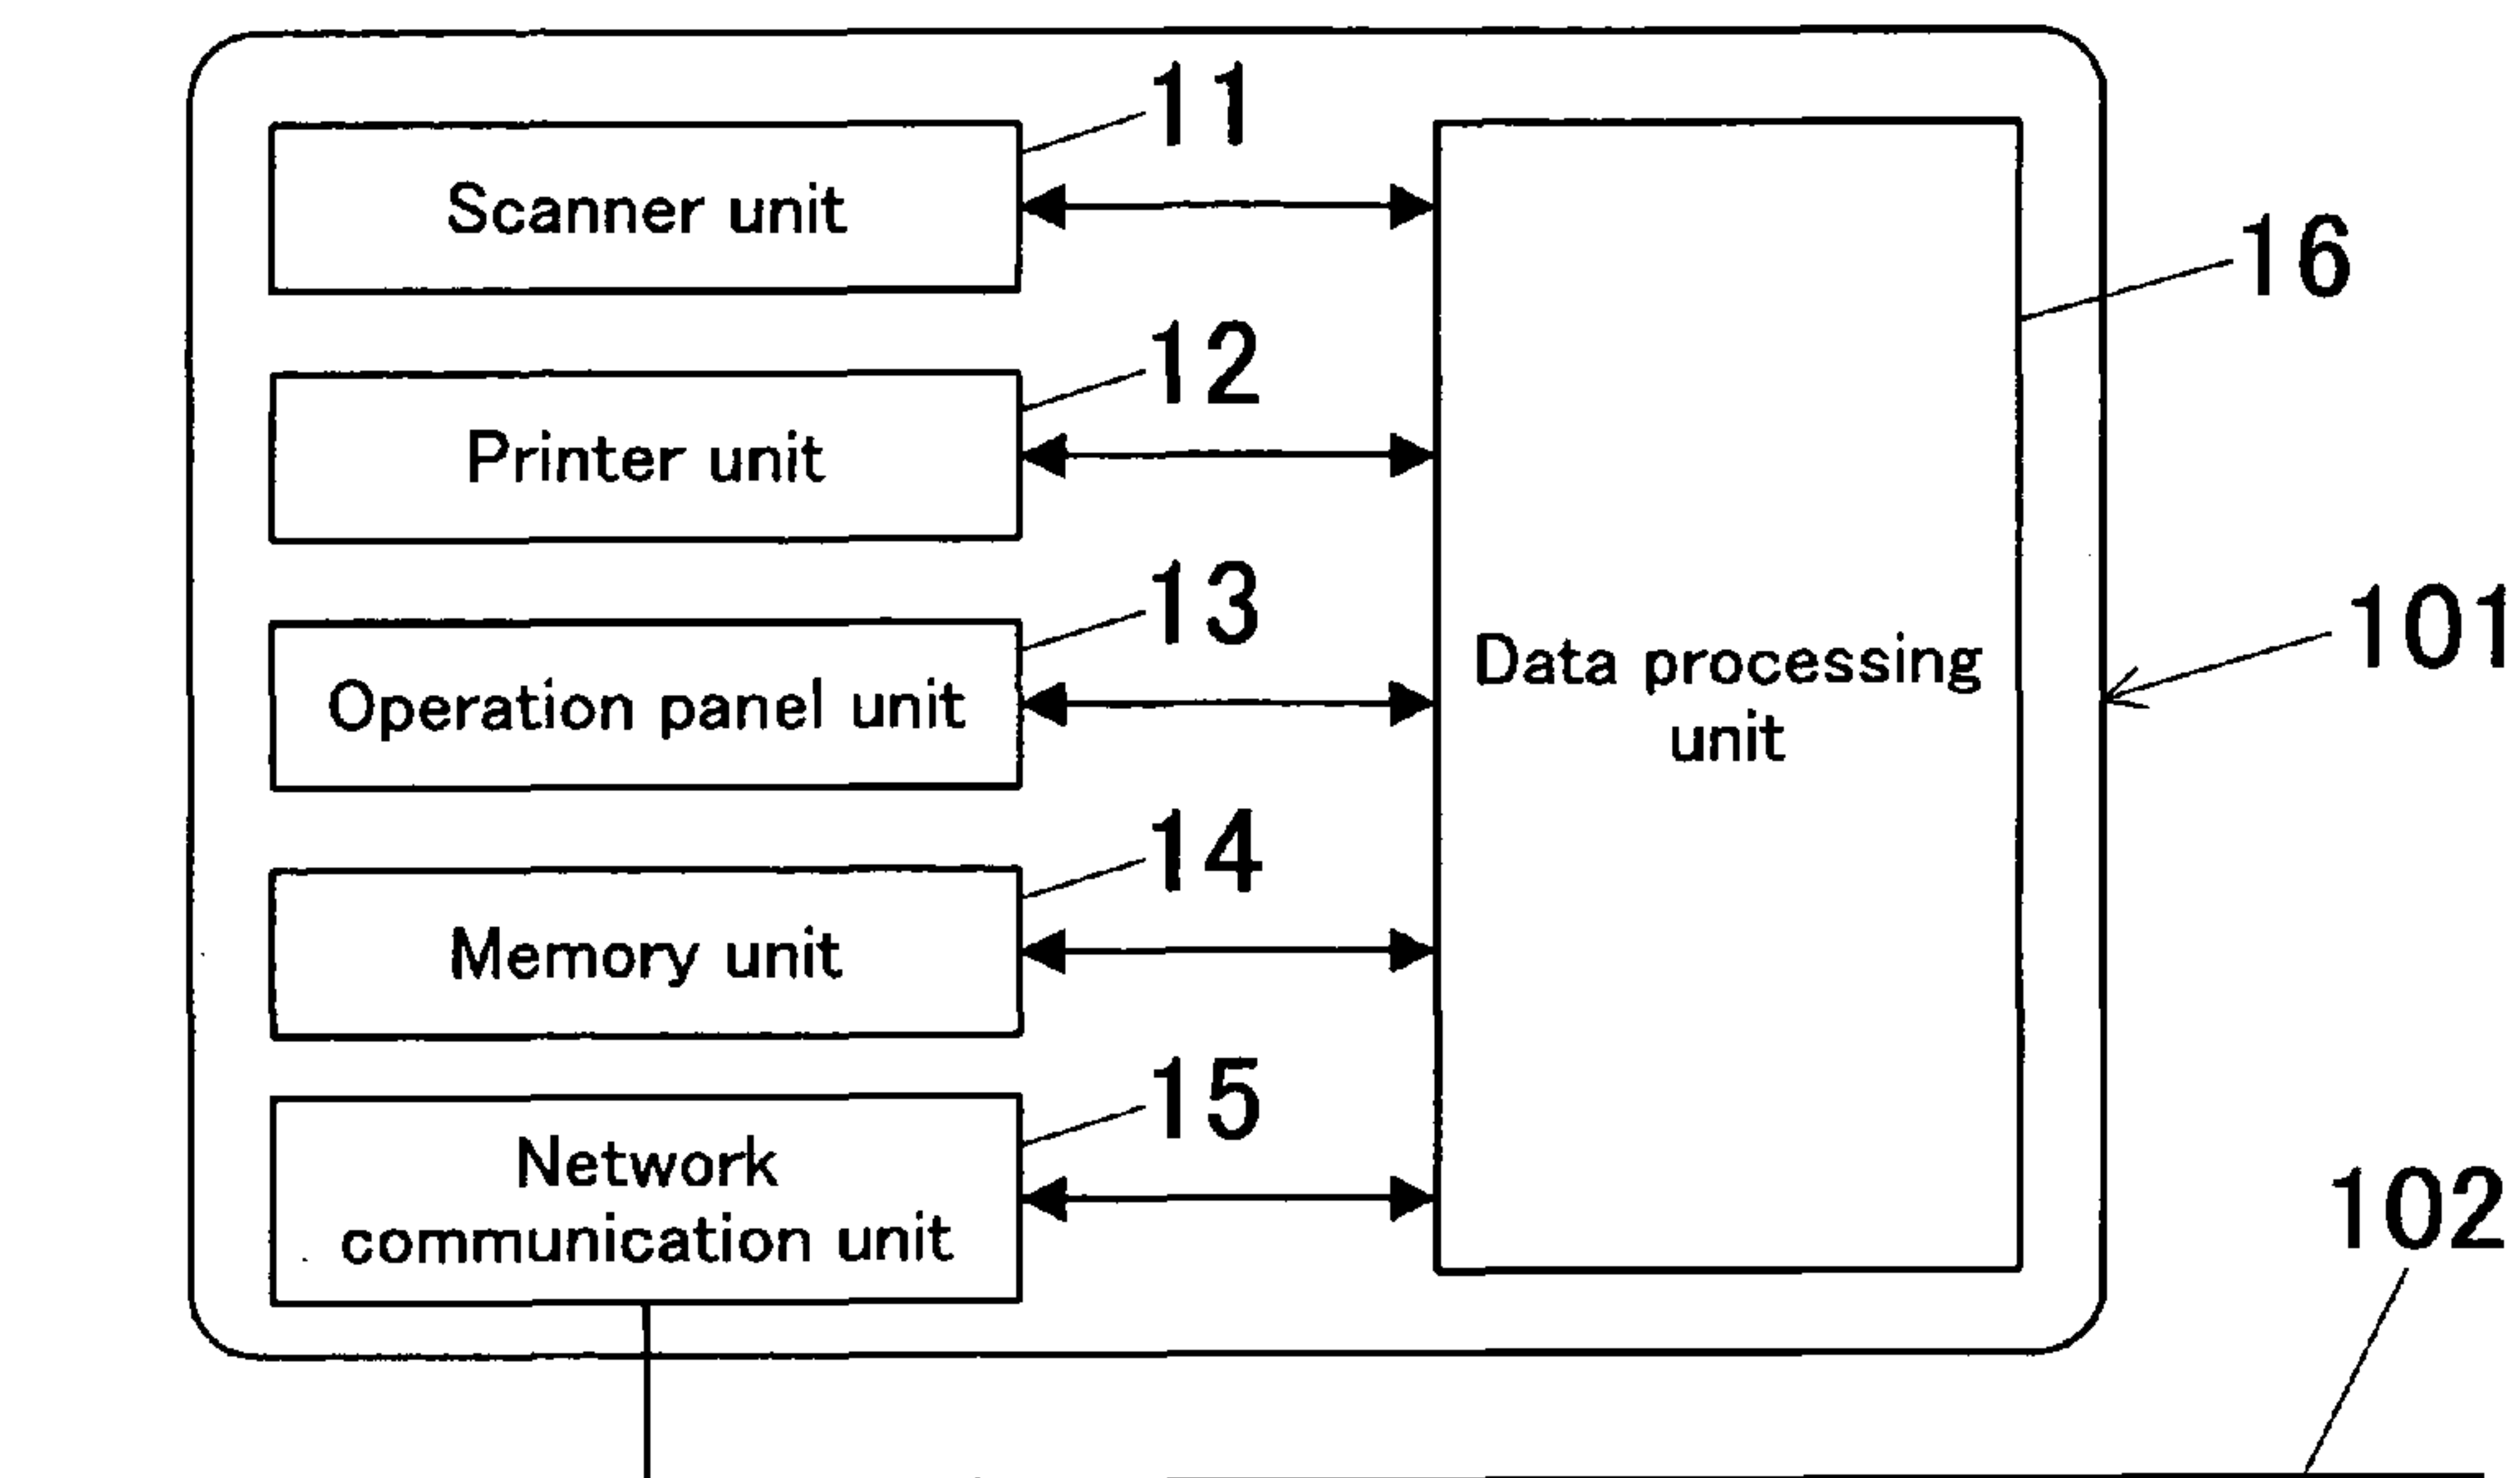 11
Scanner unit
16
12
Printer unit
13
101
Data processing
unit
Operation panel unit
14
Memory unit
15
Network
communication unit
102